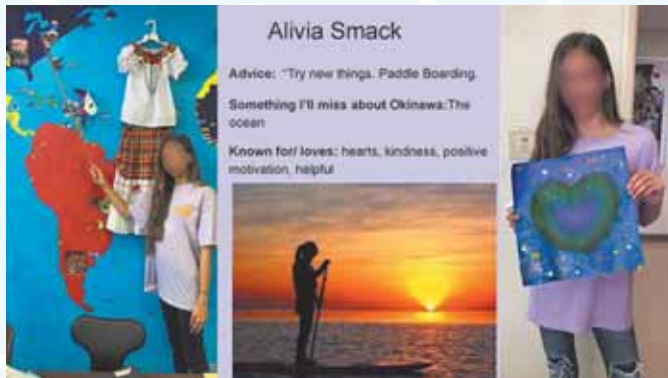 Alivia Smack
Advice: "Try new things. Paddle Boarding.
Something I'll miss about Okinawa:The
ocean
Known for/ loves: hearts, kindness, positive
motivation, helpful